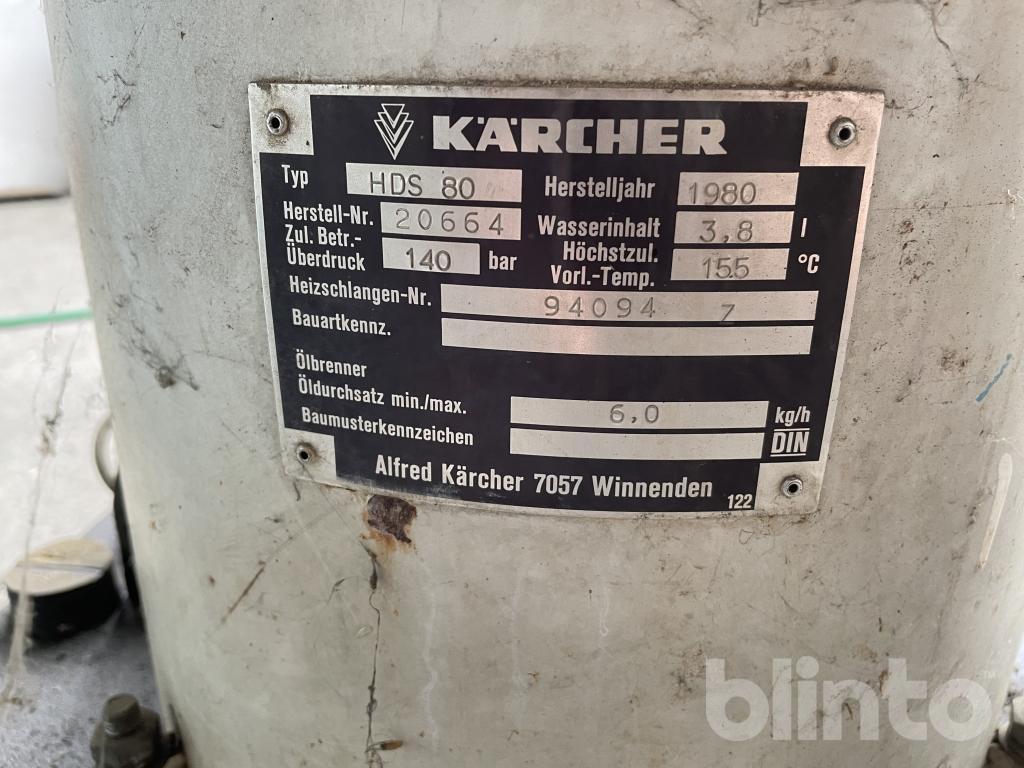 KÄRCHER
Typ HDS 80 Herstelljahr 1980
Herstell-Nr. 20664 Wasserinhalt 3,8 l
Zul. Betr.- Überdruck 140 bar Höchstzul. Vorl.-Temp. 155 °C
Heizschlangen-Nr. 94094 Z
Bauartkennz.
Ölbrenner
Öldurchsatz min./max. 6,0 kg/h
Baumusterkennzeichen DIN
Alfred Kärcher 7057 Winnenden
122
blinto™